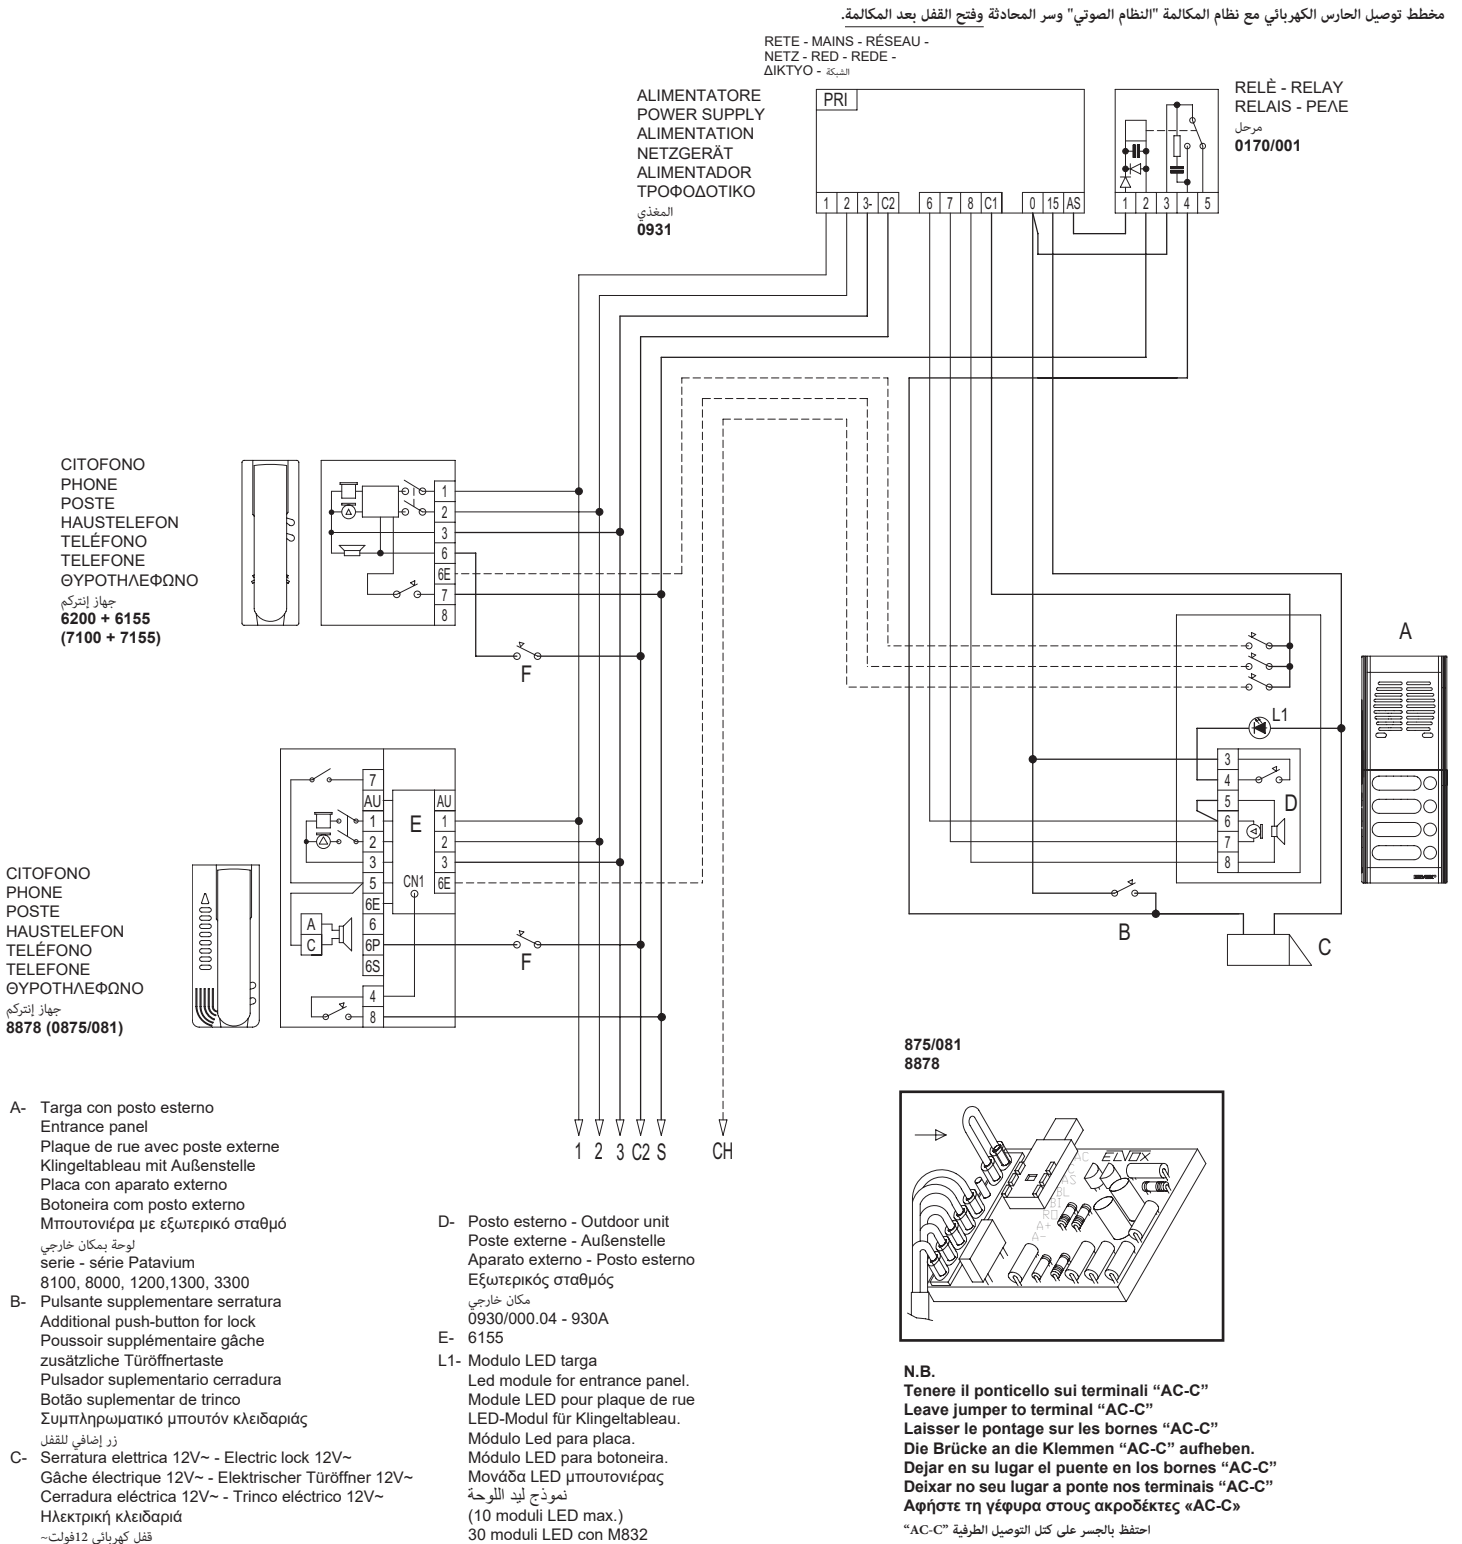 مخطط توصيل الحارس الكهربائي مع نظام المكالمة "النظام الصوتي" وسر المحادثة وفتح القفل بعد المكالمة.
RETE - MAINS - RÉSEAU -
NETZ - RED - REDE -
ΔΙΚΤΥΟ - الشبكة
ALIMENTATORE
POWER SUPPLY
ALIMENTATION
NETZGERÄT
ALIMENTADOR
ΤΡΟΦΟΔΟΤΙΚΟ
المغذي
0931
PRI
1 2 3- C2 6 7 8 C1 0 15 AS
1 2 3 4 5
RELÈ - RELAY
RELAIS - ΡΕΛΕ
مرحل
0170/001
CITOFONO
PHONE
POSTE
HAUSTELEFON
TELÉFONO
TELEFONE
ΘΥΡΟΤΗΛΕΦΩΝΟ
جهاز إنتركم
6200 + 6155
(7100 + 7155)
1
2
3
6
6E
7
8
F
A
L1
3
4
5
6
7
8
D
B
C
CITOFONO
PHONE
POSTE
HAUSTELEFON
TELÉFONO
TELEFONE
ΘΥΡΟΤΗΛΕΦΩΝΟ
جهاز إنتركم
8878 (0875/081)
7
AU
1
2
3
5
6E
6
6P
6S
4
8
A
C
E
CN1
AU
1
2
3
6E
F
1 2 3 C2 S CH
875/081
8878
ELVOX
AC
C
AS
BL
BI
RO
A+
A-
A- Targa con posto esterno
Entrance panel
Plaque de rue avec poste externe
Klingeltableau mit Außenstelle
Placa con aparato externo
Botoneira com posto externo
Μπουτονιέρα με εξωτερικό σταθμό
لوحة بمكان خارجي
serie - série Patavium
8100, 8000, 1200,1300, 3300
B- Pulsante supplementare serratura
Additional push-button for lock
Poussoir supplémentaire gâche
zusätzliche Türöffnertaste
Pulsador suplementario cerradura
Botão suplementar de trinco
Συμπληρωματικό μπουτόν κλειδαριάς
زر إضافي للقفل
C- Serratura elettrica 12V~ - Electric lock 12V~
Gâche électrique 12V~ - Elektrischer Türöffner 12V~
Cerradura eléctrica 12V~ - Trinco eléctrico 12V~
Ηλεκτρική κλειδαριά
قفل كهربائي 12فولت~
D- Posto esterno - Outdoor unit
Poste externe - Außenstelle
Aparato externo - Posto esterno
Εξωτερικός σταθμός
مكان خارجي
0930/000.04 - 930A
E- 6155
L1- Modulo LED targa
Led module for entrance panel.
Module LED pour plaque de rue
LED-Modul für Klingeltableau.
Módulo Led para placa.
Módulo LED para botoneira.
Μονάδα LED μπουτονιέρας
نموذج ليد اللوحة
(10 moduli LED max.)
30 moduli LED con M832
N.B.
Tenere il ponticello sui terminali “AC-C”
Leave jumper to terminal “AC-C”
Laisser le pontage sur les bornes “AC-C”
Die Brücke an die Klemmen “AC-C” aufheben.
Dejar en su lugar el puente en los bornes “AC-C”
Deixar no seu lugar a ponte nos terminais “AC-C”
Αφήστε τη γέφυρα στους ακροδέκτες «AC-C»
احتفظ بالجسر على كتل التوصيل الطرفية “AC-C”